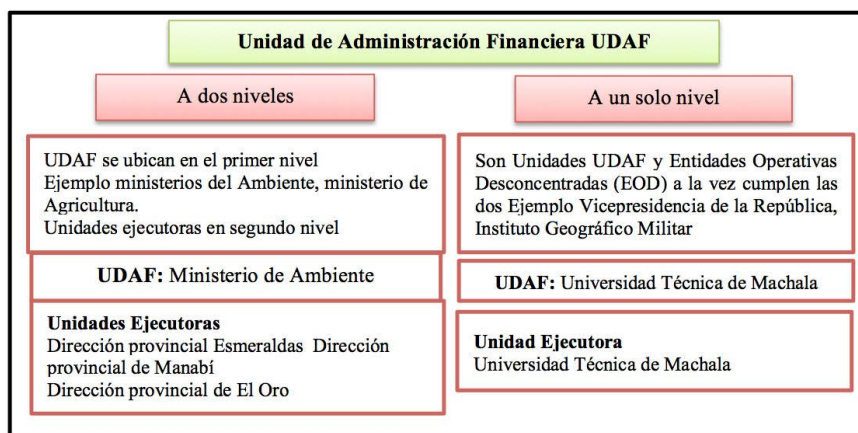 Unidad de Administración Financiera UDAF
A dos niveles
UDAF se ubican en el primer nivel
Ejemplo ministerios del Ambiente, ministerio de
Agricultura.
Unidades ejecutoras en segundo nivel
UDAF: Ministerio de Ambiente
Unidades Ejecutoras
Dirección provincial Esmeraldas Dirección
provincial de Manabí
Dirección provincial de El Oro
A un solo nivel
Son Unidades UDAF y Entidades Operativas
Desconcentradas (EOD) a la vez cumplen las
dos Ejemplo Vicepresidencia de la República,
Instituto Geográfico Militar
UDAF: Universidad Técnica de Machala
Unidad Ejecutora
Universidad Técnica de Machala